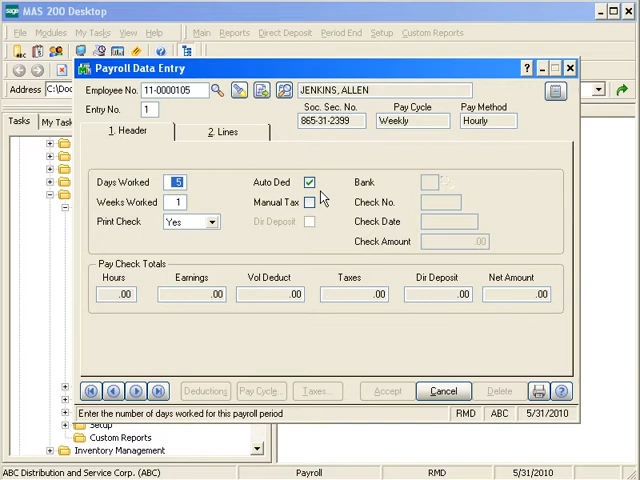 sage MAS 200 Desktop
File Modules My Tasks View Help Main Reports Direct Deposit Period End Setup Custom Reports
Address C:\Doc
Payroll Data Entry
Employee No. 11-0000105 JENKINS, ALLEN
Soc. Sec. No. Pay Cycle Pay Method
Entry No. 1 865-31-2399 Weekly Hourly
Tasks My Task
1. Header 2. Lines
Days Worked 5 Auto Ded Bank
Weeks Worked 1 Manual Tax Check No.
Print Check Yes Dir Deposit Check Date
Check Amount .00
Pay Check Totals
Hours Earnings Vol Deduct Taxes Dir Deposit Net Amount
.00 .00 .00 .00 .00 .00
Deductions Pay Cycle... Taxes... Accept Cancel Delete
Enter the number of days worked for this payroll period RMD ABC 5/31/2010
Setup
Custom Reports
Inventory Management
ABC Distribution and Service Corp. (ABC) Payroll RMD 5/31/2010